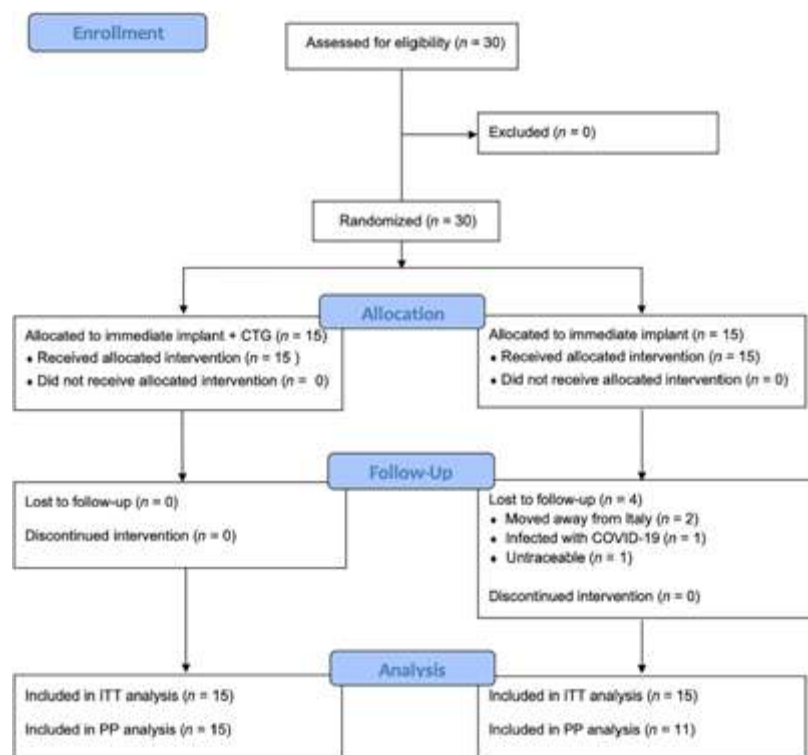 Enrollment
Assessed for eligibility (n = 30)
Excluded (n = 0)
Randomized (n = 30)
Allocation
Allocated to immediate implant + CTG (n = 15)
• Received allocated intervention (n = 15 )
• Did not receive allocated intervention (n = 0)
Allocated to immediate implant (n = 15)
• Received allocated intervention (n = 15)
• Did not receive allocated intervention (n = 0)
Follow-Up
Lost to follow-up (n = 0)
Discontinued intervention (n = 0)
Lost to follow-up (n = 4)
• Moved away from Italy (n = 2)
• Infected with COVID-19 (n = 1)
• Untraceable (n = 1)
Discontinued intervention (n = 0)
Analysis
Included in ITT analysis (n = 15)
Included in PP analysis (n = 15)
Included in ITT analysis (n = 15)
Included in PP analysis (n = 11)